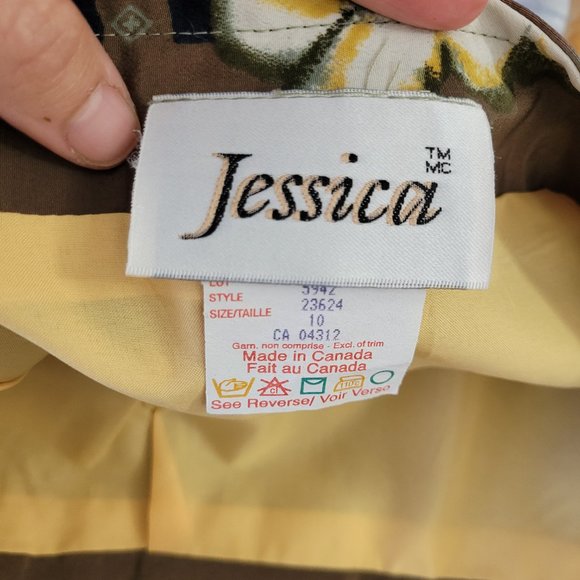 Jessica
TM
MC
LOT 5942
STYLE 23624
SIZE/TAILLE 10
CA 04312
Garn. non comprise - Excl. of trim
Made in Canada
Fait au Canada
cl
See Reverse/ Voir Verso